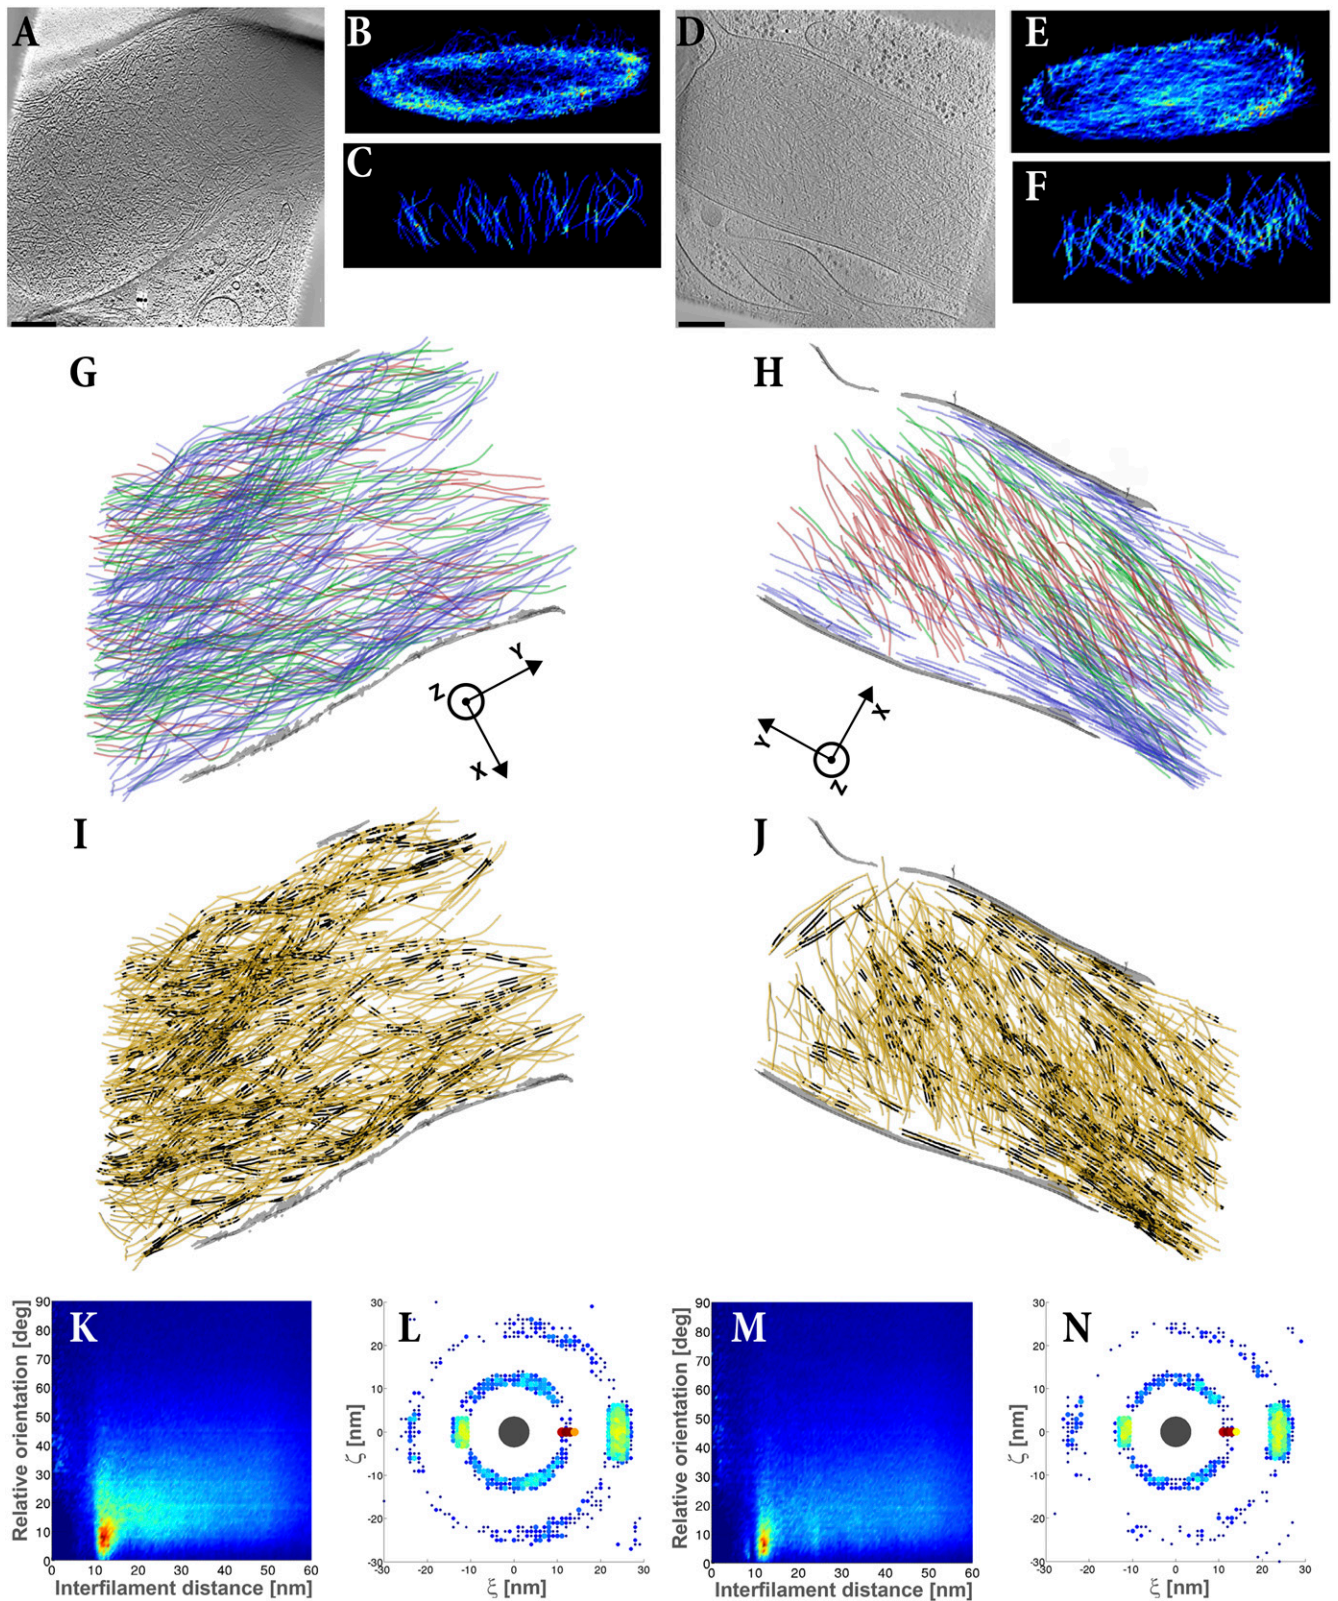 A
B
C
D
E
F
G
H
Y
Z
X
X
Y
Z
I
J
K
Relative orientation [deg]
90
80
70
60
50
40
30
20
10
0
0 10 20 30 40 50 60
Interfilament distance [nm]
L
ζ [nm]
30
20
10
0
-10
-20
-30
-30 -20 -10 0 10 20 30
ξ [nm]
M
Relative orientation [deg]
90
80
70
60
50
40
30
20
10
0
0 10 20 30 40 50 60
Interfilament distance [nm]
N
ζ [nm]
30
20
10
0
-10
-20
-30
-30 -20 -10 0 10 20 30
ξ [nm]